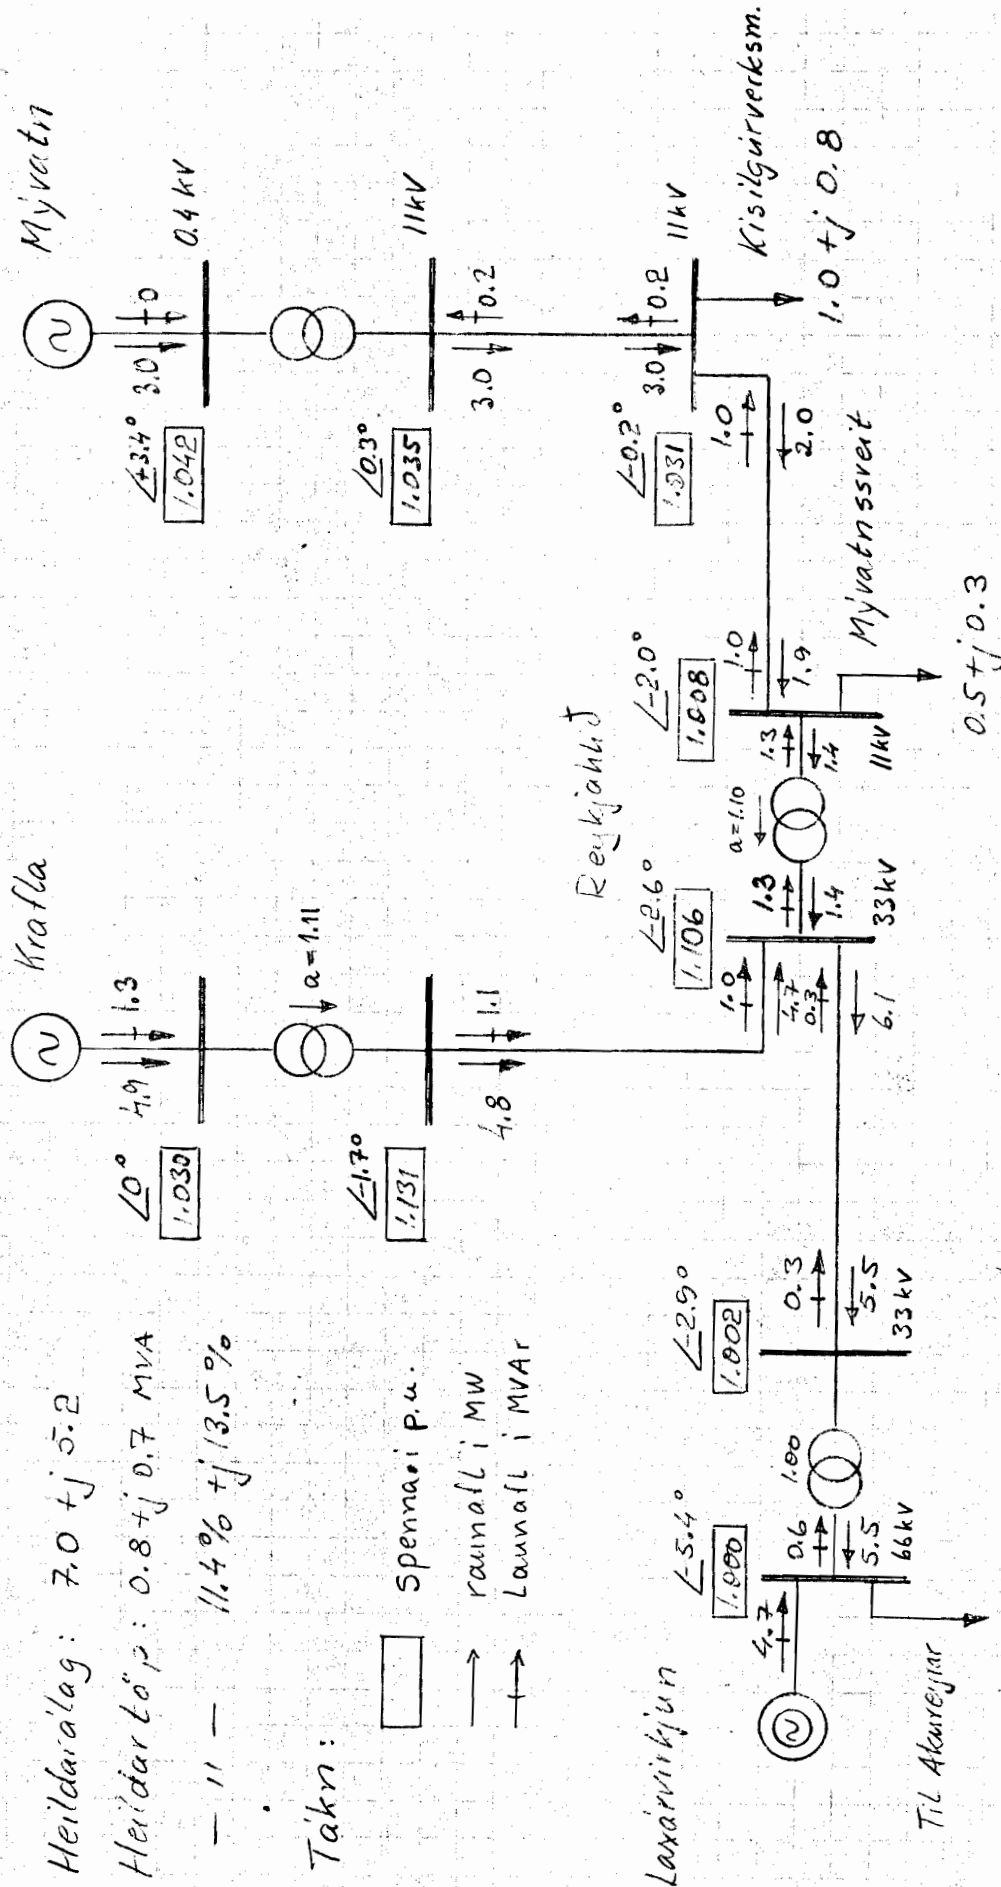 Heildarálag: 7.0 + j 5.2
Heildartöp: 0.8 + j 0.7 MVA
— " — 11.4% + j 13.5%
Tákn:
Spenna í p.u.
raunafl í MW
Launafl í MVAr
Krafla
4.9
1.3
∠0°
1.030
a=1.11
∠-1.7°
1.131
4.8
1.1
Mývatn
3.0
0
0.4 kV
∠+3.4°
1.042
∠0.3°
1.035
11kV
3.0
0.2
∠-0.2°
1.031
3.0
0.2
11kV
Kisilgúrverksm.
1.0 + j 0.8
1.0
2.0
Reykjahlíð
∠-2.6°
1.106
1.0
4.7
0.3
6.1
1.3
1.4
33kV
a=1.10
∠-2.0°
1.008
1.3
1.4
11kV
1.0
1.9
Mývatnssveit
0.5 + j 0.3
∠-2.9°
1.002
0.3
5.5
33kV
1.00
Laxárvirkjun
∠-5.4°
1.000
4.7
0.6
5.5
66kV
Til Akureyrar